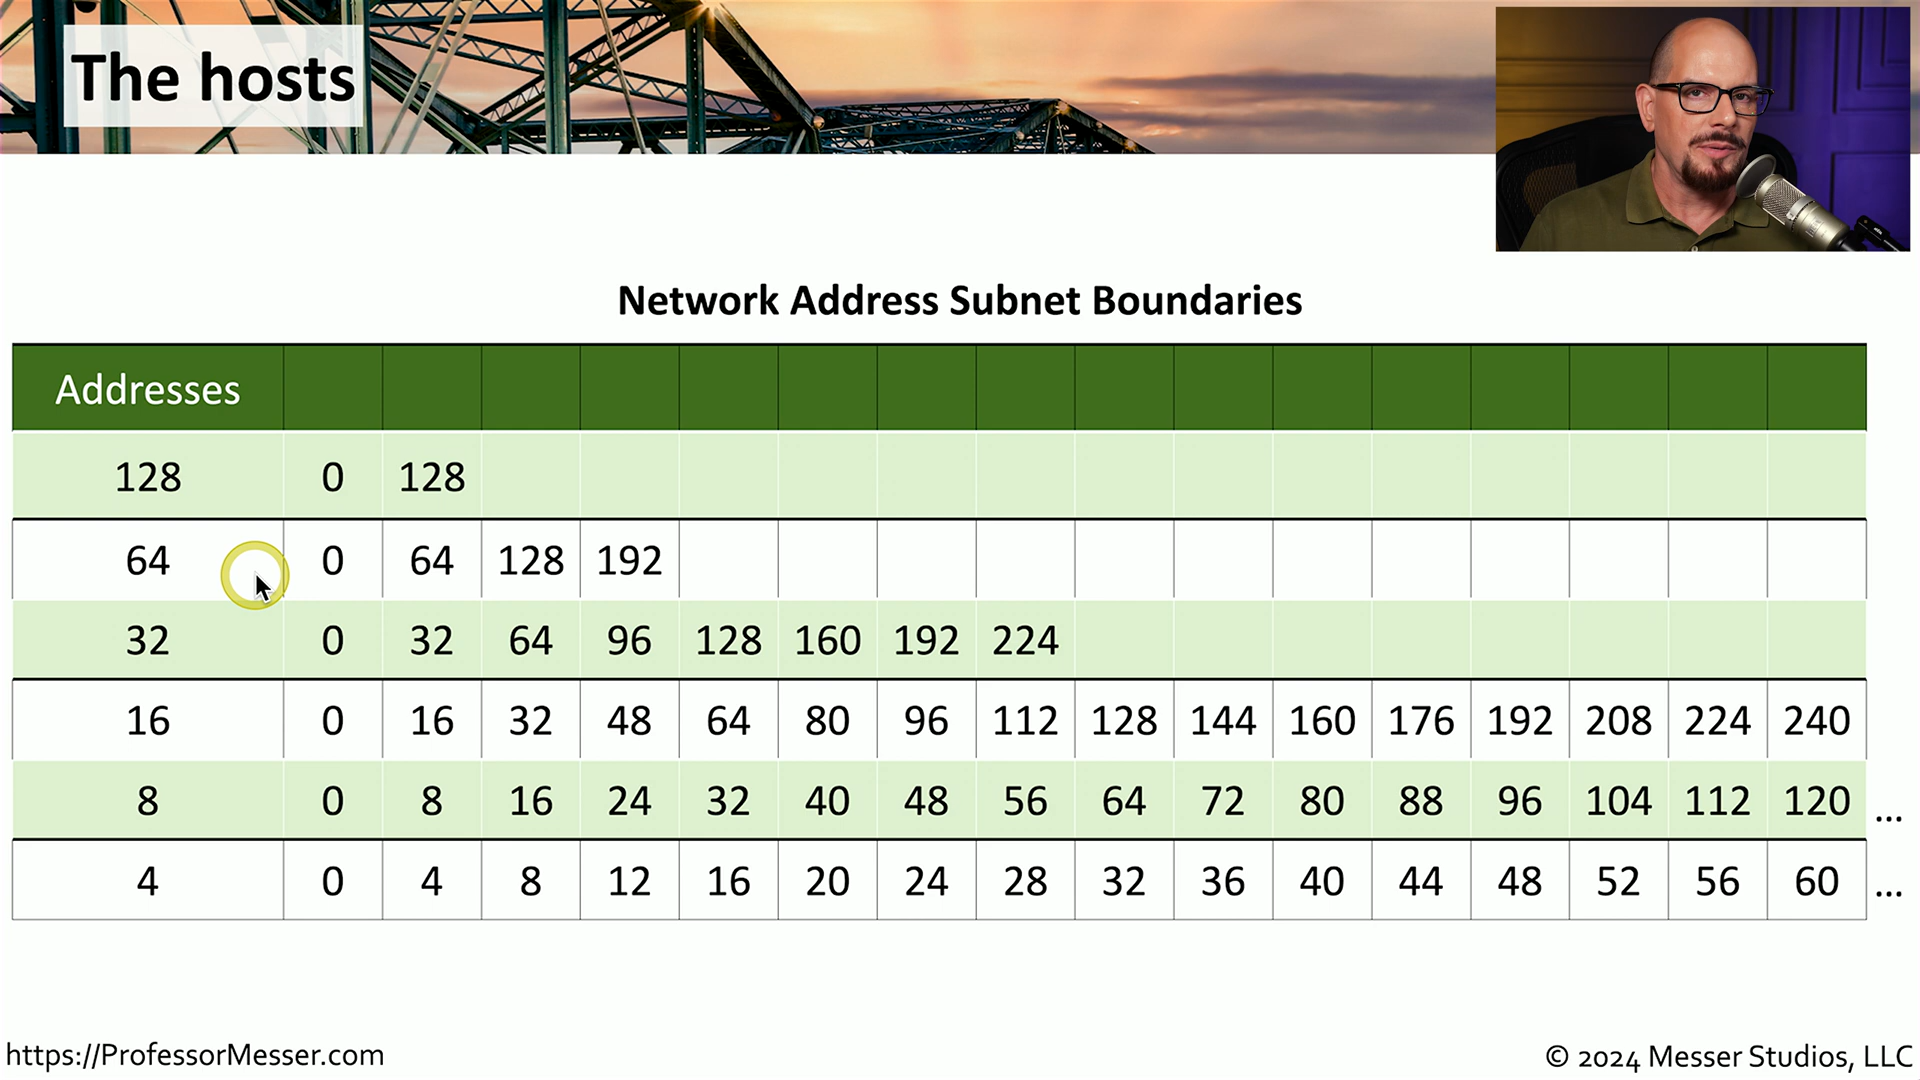 The hosts
Network Address Subnet Boundaries
Addresses
128 0 128
64 0 64 128 192
32 0 32 64 96 128 160 192 224
16 0 16 32 48 64 80 96 112 128 144 160 176 192 208 224 240
8 0 8 16 24 32 40 48 56 64 72 80 88 96 104 112 120 ...
4 0 4 8 12 16 20 24 28 32 36 40 44 48 52 56 60 ...
https://ProfessorMesser.com
© 2024 Messer Studios, LLC